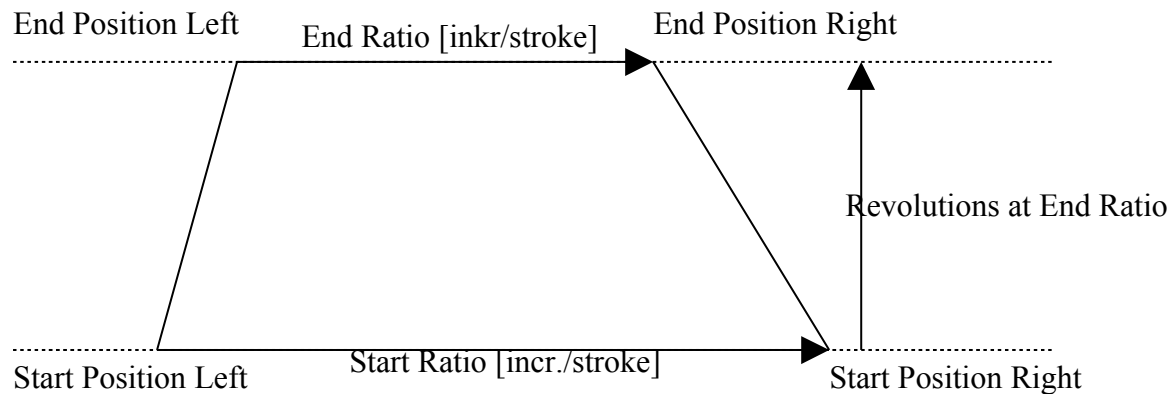 End Position Left
End Ratio [inkr/stroke]
End Position Right
Revolutions at End Ratio
Start Ratio [incr./stroke]
Start Position Left
Start Position Right